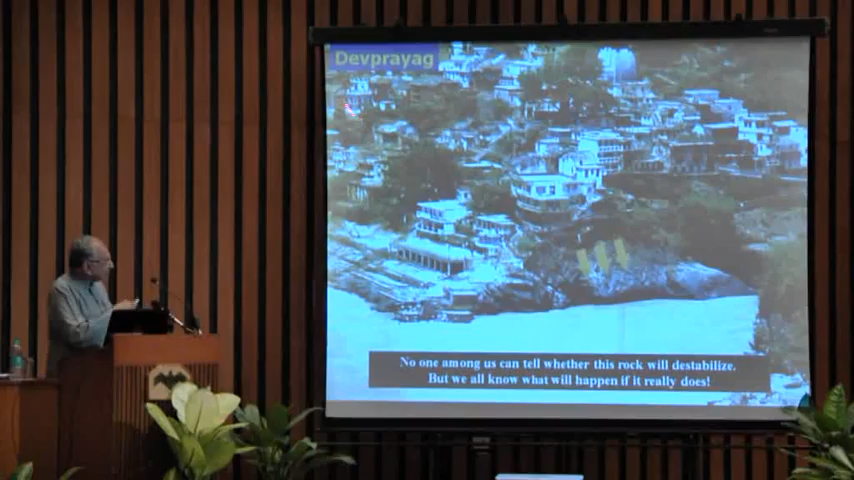 Devprayag
No one among us can tell whether this rock will destabilize.
But we all know what will happen if it really does!